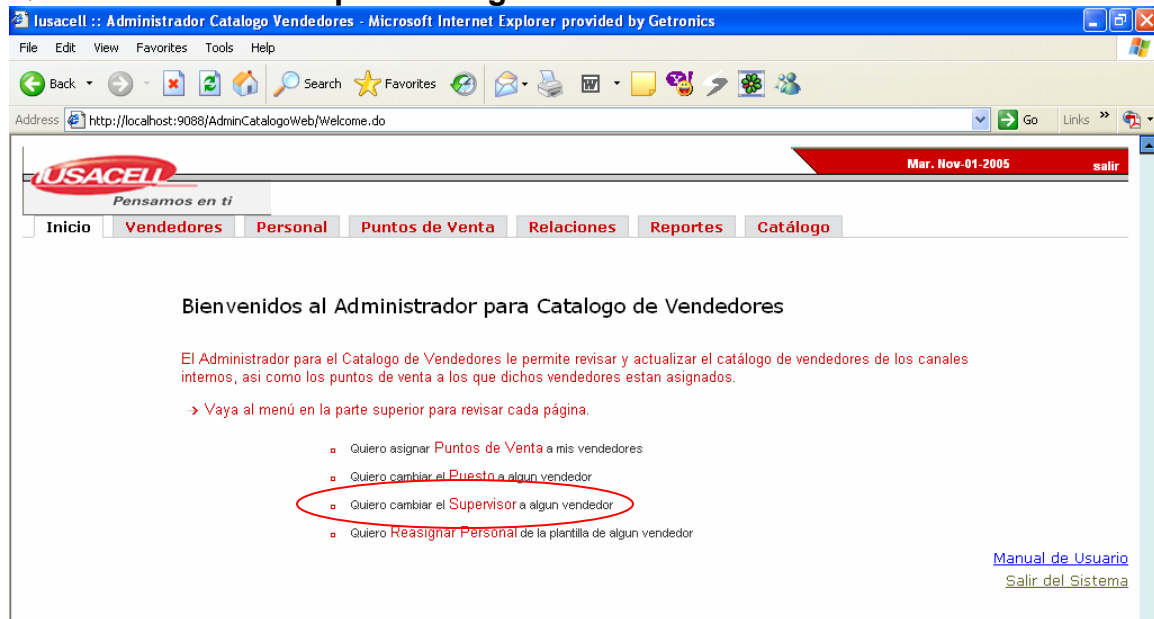 Iusacell :: Administrador Catalogo Vendedores - Microsoft Internet Explorer provided by Getronics
File Edit View Favorites Tools Help
Back Search Favorites
Address http://localhost:9088/AdminCatalogoWeb/Welcome.do Go Links »
Mar. Nov-01-2005 salir
IUSACELL
Pensamos en ti
Inicio Vendedores Personal Puntos de Venta Relaciones Reportes Catálogo
Bienvenidos al Administrador para Catalogo de Vendedores
El Administrador para el Catalogo de Vendedores le permite revisar y actualizar el catálogo de vendedores de los canales
internos, asi como los puntos de venta a los que dichos vendedores estan asignados.
Vaya al menú en la parte superior para revisar cada página.
Quiero asignar Puntos de Venta a mis vendedores
Quiero cambiar el Puesto a algun vendedor
Quiero cambiar el Supervisor a algun vendedor
Quiero Reasignar Personal de la plantilla de algun vendedor
Manual de Usuario
Salir del Sistema